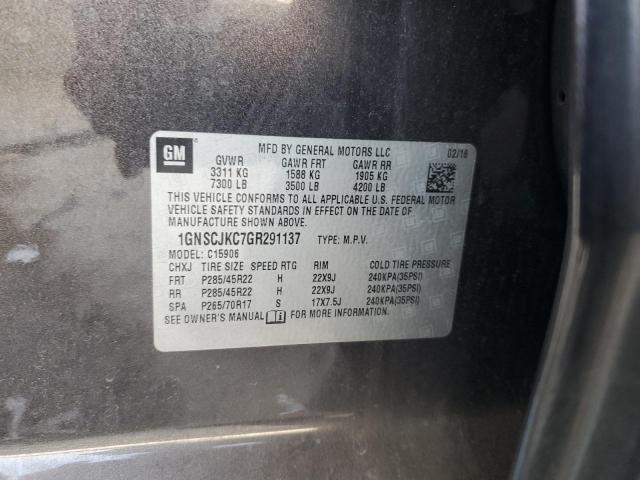 GM MFD BY GENERAL MOTORS LLC 02/16
GVWR GAWR FRT GAWR RR
3311 KG 1588 KG 1905 KG
7300 LB 3500 LB 4200 LB
THIS VEHICLE CONFORMS TO ALL APPLICABLE U.S. FEDERAL MOTOR
VEHICLE SAFETY STANDARDS IN EFFECT ON THE DATE OF
MANUFACTURE SHOWN ABOVE.
1GNSCJKC7GR291137 TYPE: M.P.V.
MODEL: C15906
CHXJ TIRE SIZE SPEED RTG RIM COLD TIRE PRESSURE
FRT P285/45R22 H 22X9J 240KPA(35PSI)
RR P285/45R22 H 22X9J 240KPA(35PSI)
SPA P265/70R17 S 17X7.5J 240KPA(35PSI)
SEE OWNER'S MANUAL FOR MORE INFORMATION.